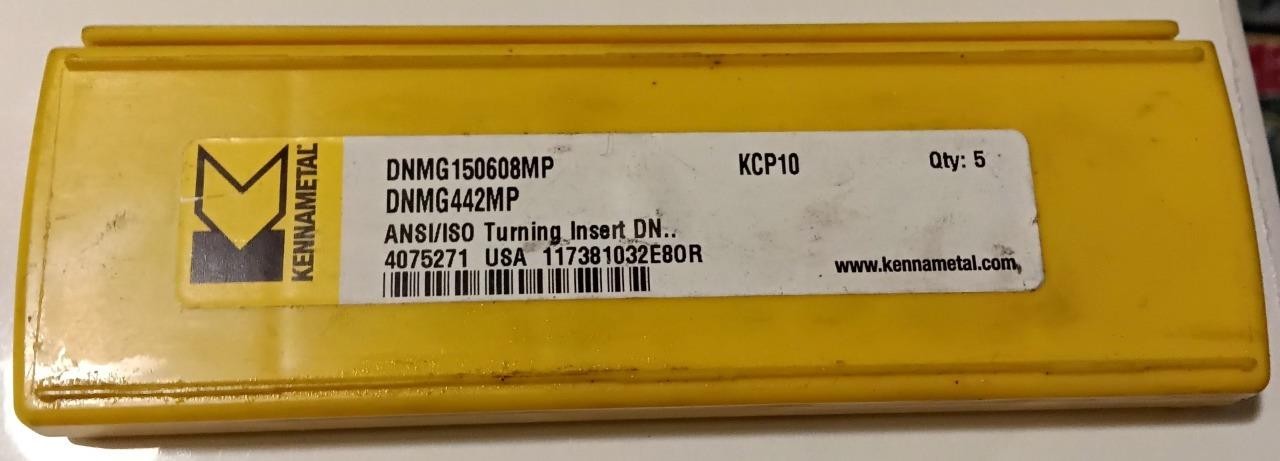 KENNAMETAL
DNMG150608MP
KCP10
Qty: 5
DNMG442MP
ANSI/ISO Turning Insert DN..
4075271 USA 117381032E80R
www.kennametal.com